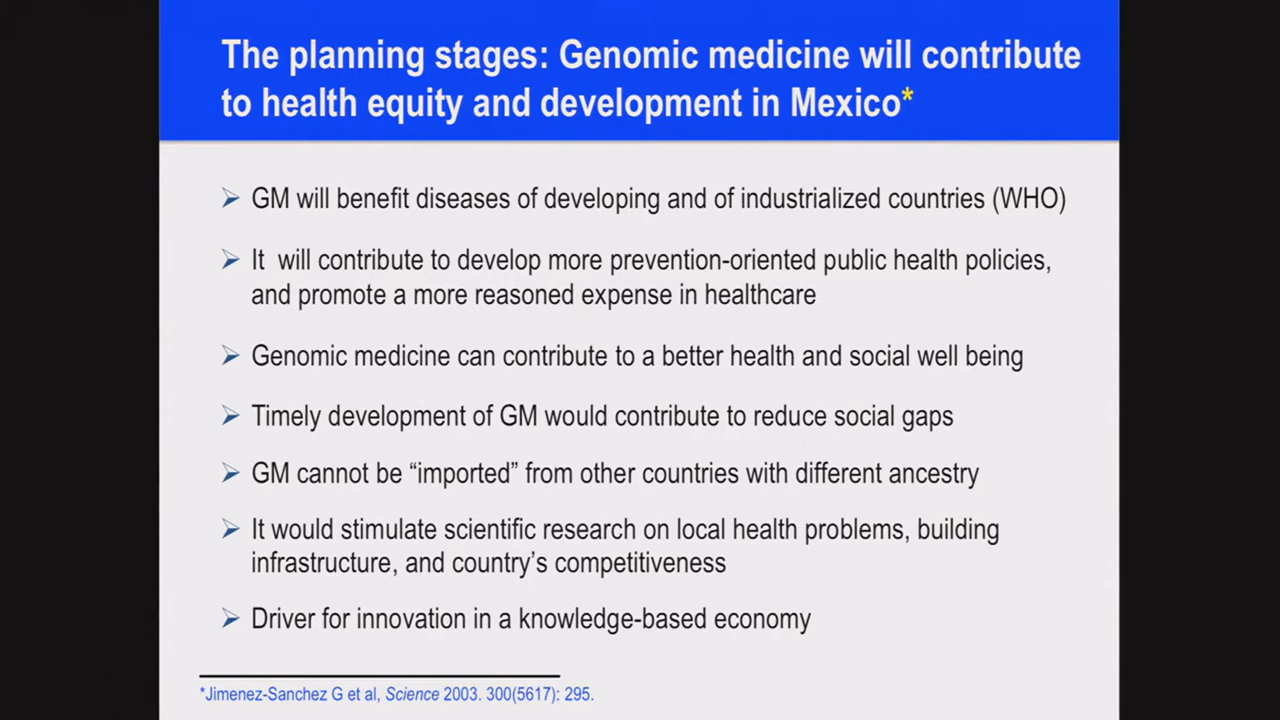 The planning stages: Genomic medicine will contribute
to health equity and development in Mexico*
GM will benefit diseases of developing and of industrialized countries (WHO)
It will contribute to develop more prevention-oriented public health policies,
and promote a more reasoned expense in healthcare
Genomic medicine can contribute to a better health and social well being
Timely development of GM would contribute to reduce social gaps
GM cannot be “imported” from other countries with different ancestry
It would stimulate scientific research on local health problems, building
infrastructure, and country’s competitiveness
Driver for innovation in a knowledge-based economy
*Jimenez-Sanchez G et al, Science 2003. 300(5617): 295.